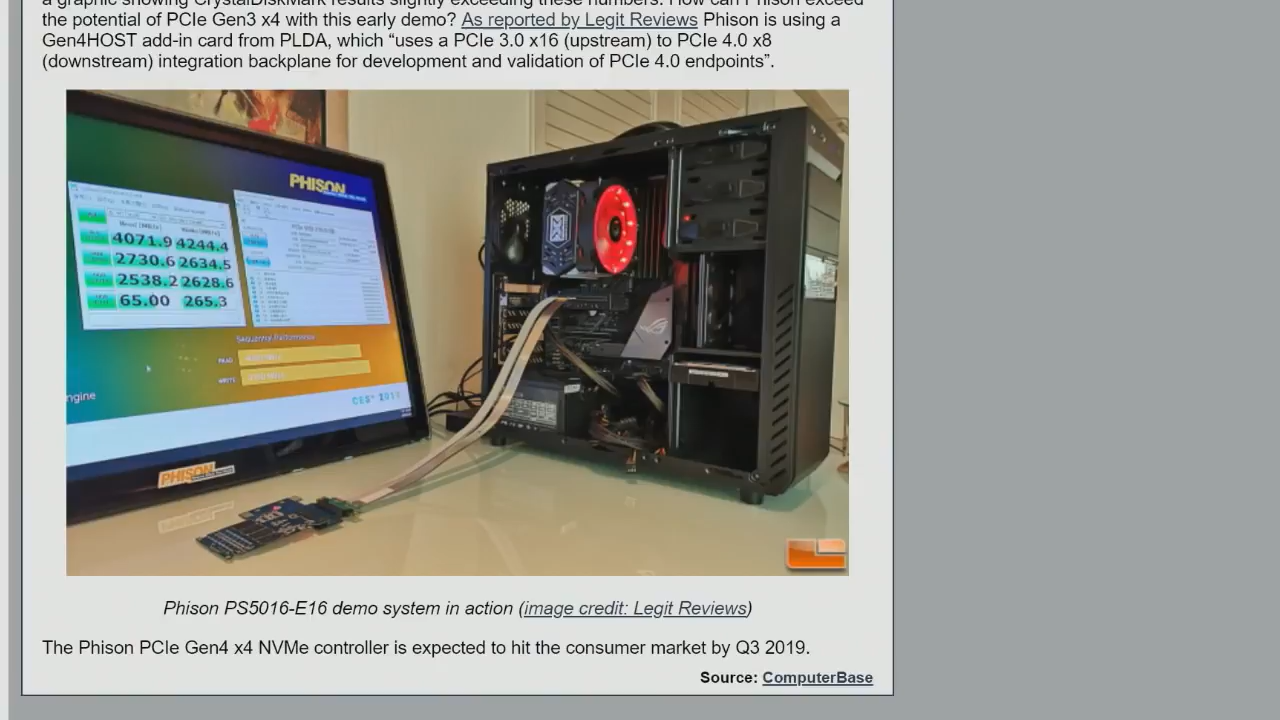 a graphic showing CrystalDiskMark results slightly exceeding these numbers. How can Phison exceed
the potential of PCIe Gen3 x4 with this early demo? As reported by Legit Reviews Phison is using a
Gen4HOST add-in card from PLDA, which “uses a PCIe 3.0 x16 (upstream) to PCIe 4.0 x8
(downstream) integration backplane for development and validation of PCIe 4.0 endpoints”.
PHISON
4071.9 4244.4
2730.6 2634.5
2538.2 2628.6
65.00 265.3
Sequential Performance
READ
WRITE
ngine
CES 2019
PHISON
Phison PS5016-E16 demo system in action (image credit: Legit Reviews)
The Phison PCIe Gen4 x4 NVMe controller is expected to hit the consumer market by Q3 2019.
Source: ComputerBase